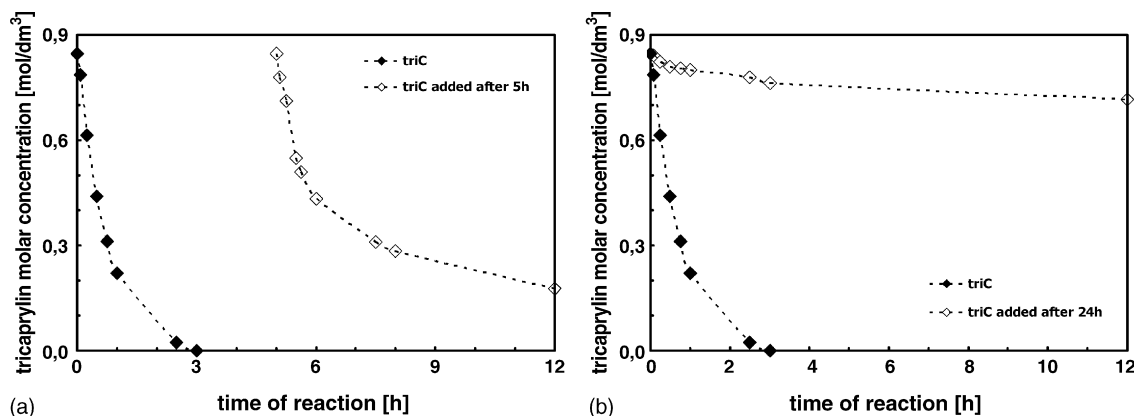 tricaprylin molar concentration [mol/dm³]
0,9
0,6
0,3
0,0
triC
triC added after 5h
0 3 6 9 12
time of reaction [h]
(a)
tricaprylin molar concentration [mol/dm³]
0,9
0,6
0,3
0,0
triC
triC added after 24h
0 2 4 6 8 10 12
time of reaction [h]
(b)